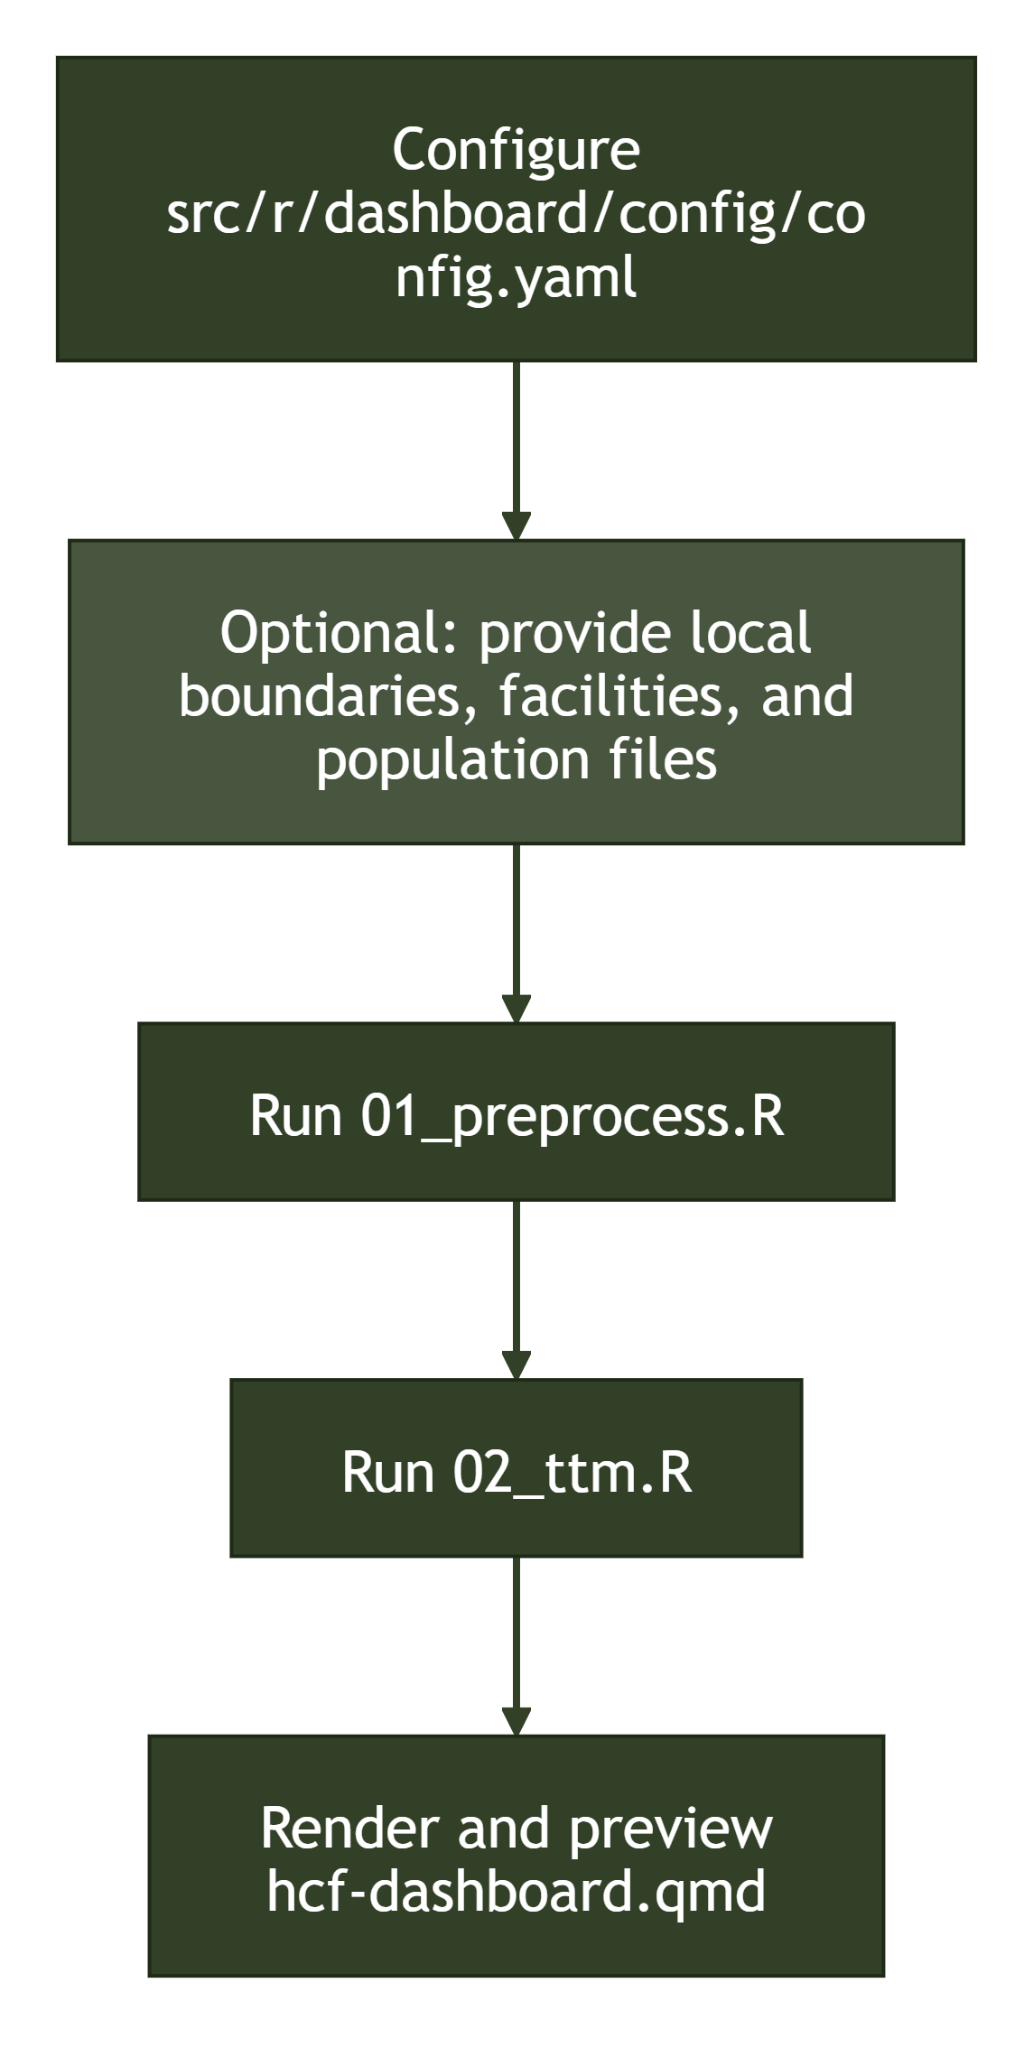 Configure
src/r/dashboard/config/co
nfig.yaml
Optional: provide local
boundaries, facilities, and
population files
Run 01_preprocess.R
Run 02_ttm.R
Render and preview
hcf-dashboard.qmd